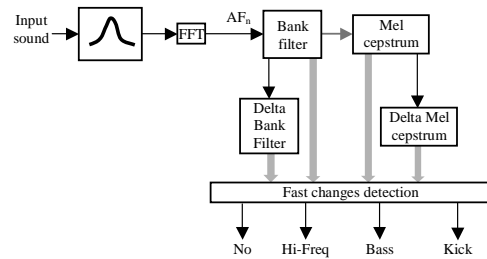 Input
sound
FFT
AFn
Bank
filter
Mel
cepstrum
Delta
Bank
Filter
Delta Mel
cepstrum
Fast changes detection
No
Hi-Freq
Bass
Kick